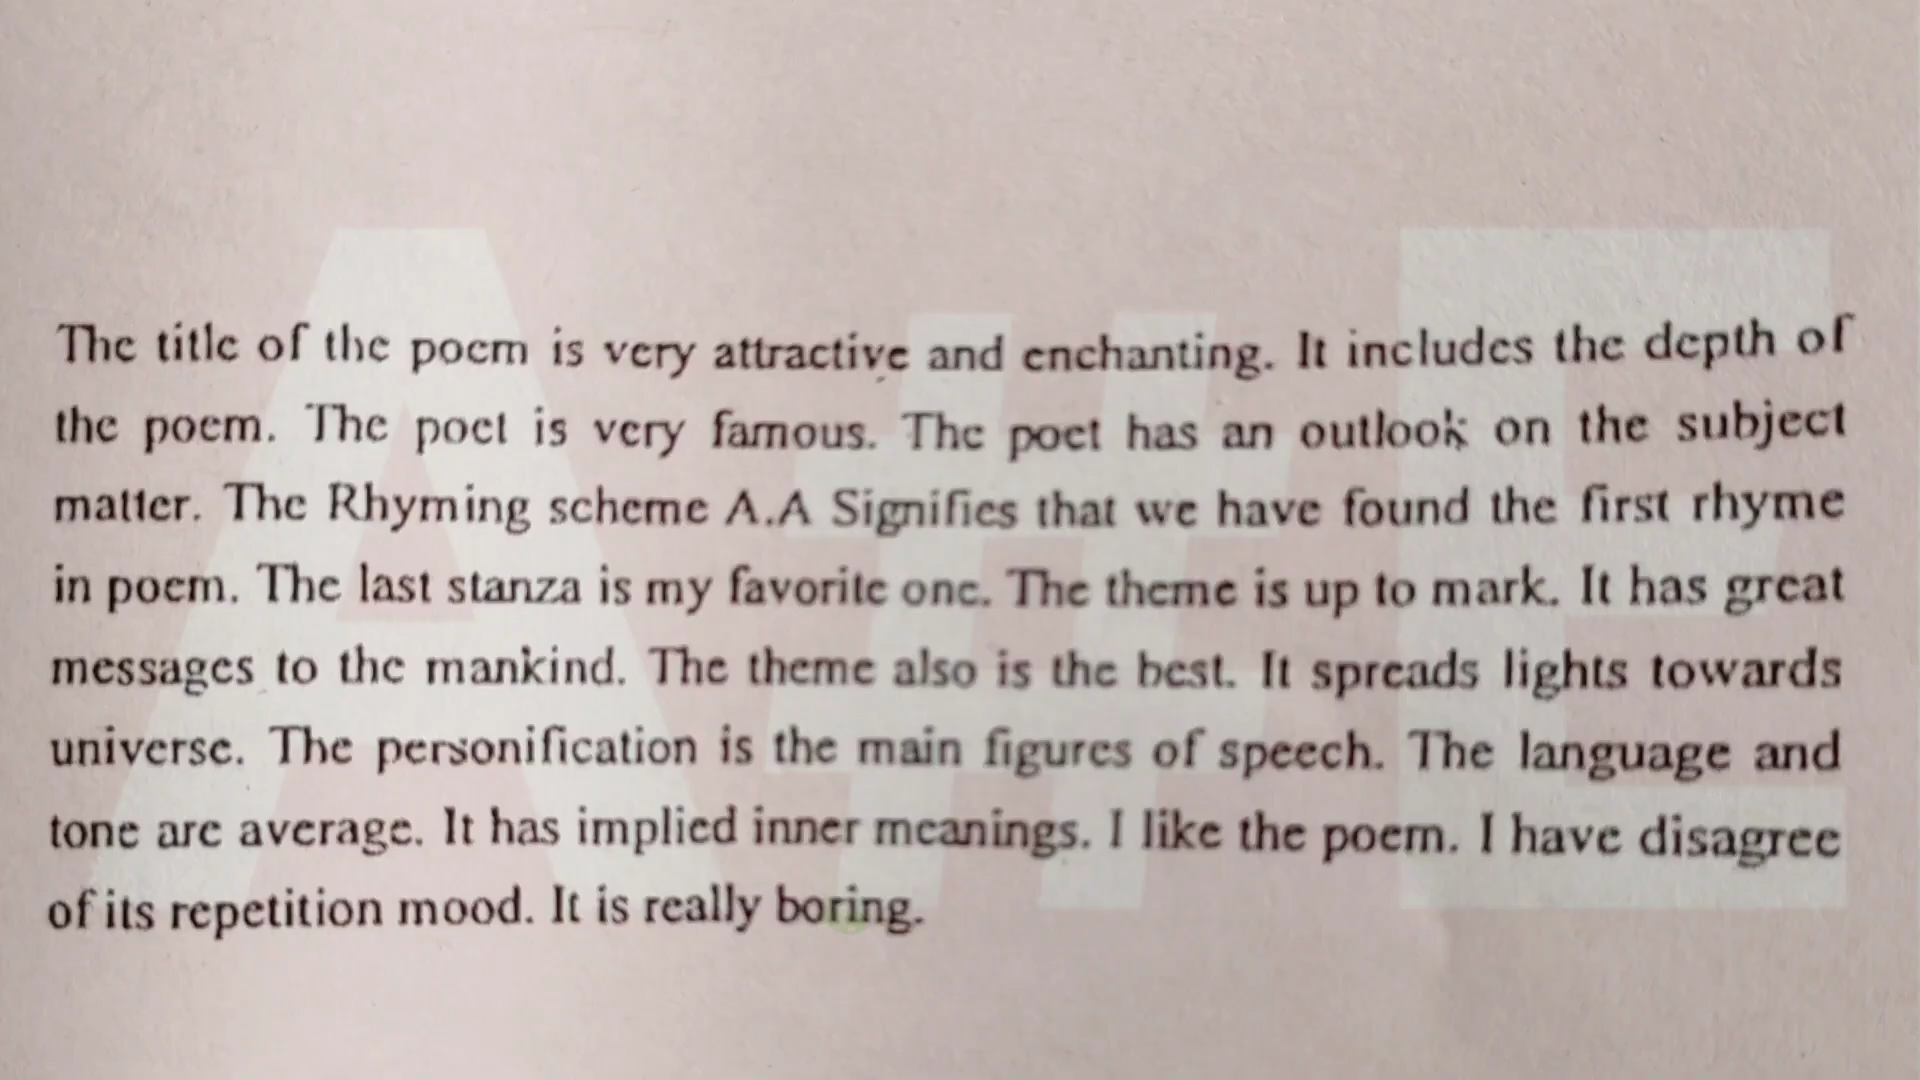 The title of the poem is very attractive and enchanting. It includes the depth of
the poem. The poet is very famous. The poet has an outlook on the subject
matter. The Rhyming scheme A.A Signifies that we have found the first rhyme
in poem. The last stanza is my favorite one. The theme is up to mark. It has great
messages to the mankind. The theme also is the best. It spreads lights towards
universe. The personification is the main figures of speech. The language and
tone are average. It has implied inner meanings. I like the poem. I have disagree
of its repetition mood. It is really boring.
A#E